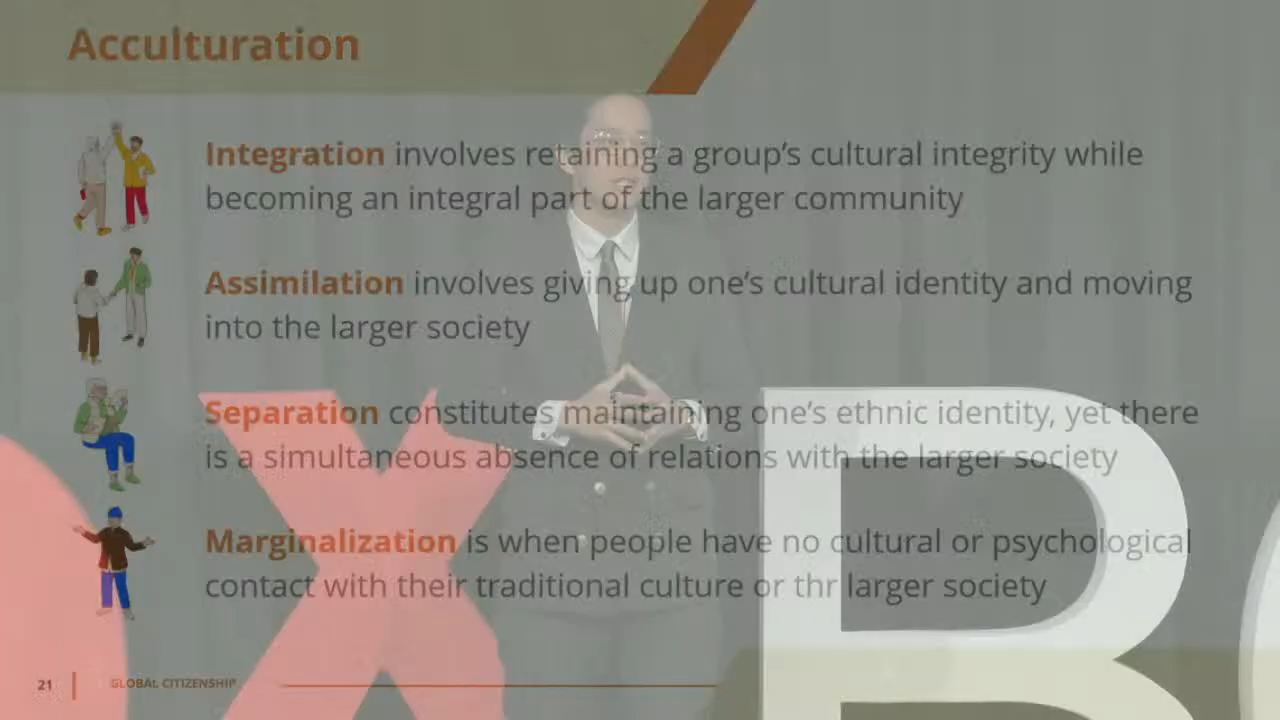 Acculturation
Integration involves retaining a group's cultural integrity while
becoming an integral part of the larger community
Assimilation involves giving up one's cultural identity and moving
into the larger society
Separation constitutes maintaining one's ethnic identity, yet there
is a simultaneous absence of relations with the larger society
Marginalization is when people have no cultural or psychological
contact with their traditional culture or thr larger society
21
GLOBAL CITIZENSHIP
X B